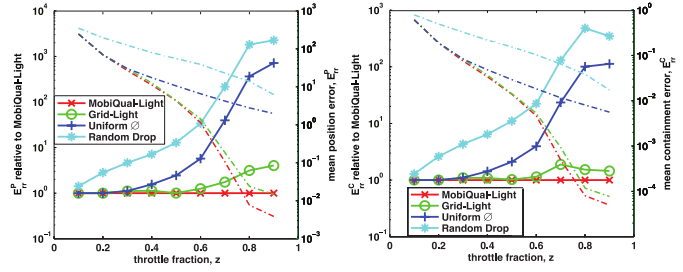 10^4
10^3
10^2
10^1
10^0
10^-1
E^P_rr relative to MobiQual-Light
MobiQual-Light
Grid-Light
Uniform ∅
Random Drop
0
0.2
0.4
0.6
0.8
1
throttle fraction, z
10^3
10^2
10^1
10^0
10^-1
10^-2
10^-3
mean position error, E^P_rr
10^3
10^2
10^1
10^0
10^-1
E^C_rr relative to MobiQual-Light
MobiQual-Light
Grid-Light
Uniform ∅
Random Drop
0
0.2
0.4
0.6
0.8
1
throttle fraction, z
10^0
10^-1
10^-2
10^-3
10^-4
mean containment error, E^C_rr